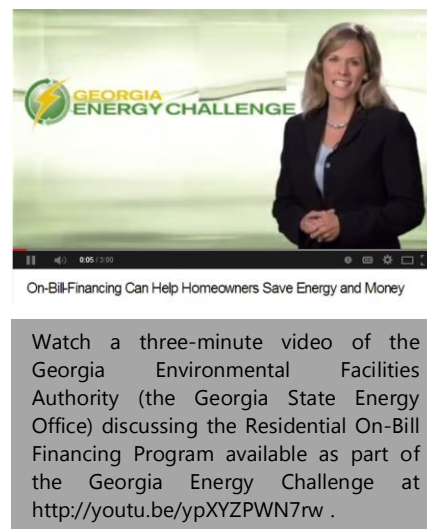 GEORGIA
ENERGY CHALLENGE
0:05 / 3:00
On-Bill-Financing Can Help Homeowners Save Energy and Money
Watch a three-minute video of the
Georgia Environmental Facilities
Authority (the Georgia State Energy
Office) discussing the Residential On-Bill
Financing Program available as part of
the Georgia Energy Challenge at
http://youtu.be/ypXYZPWN7rw .